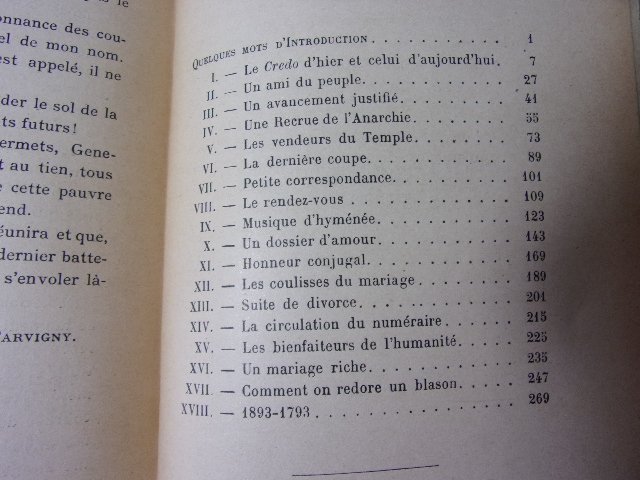 us le
onnance des cou-
el de mon nom.
est appelé, il ne
der le sol de la
ts futurs!
ermets, Gene-
t au tien, tous
e cette pauvre
end.
éunira et que,
dernier batte-
s'envoler là-
ARVIGNY.
QUELQUES MOTS D'INTRODUCTION . . . . . . . . . . . 1
I. — Le Credo d'hier et celui d'aujourd'hui. 7
II. — Un ami du peuple. . . . . . . . . . . 27
III. — Un avancement justifié. . . . . . . . . 41
IV. — Une Recrue de l'Anarchie . . . . . . . . 55
V. — Les vendeurs du Temple. . . . . . . . 73
VI. — La dernière coupe. . . . . . . . . . . 89
VII. — Petite correspondance. . . . . . . . . 101
VIII. — Le rendez-vous . . . . . . . . . . . 109
IX. — Musique d'hyménée. . . . . . . . . . 123
X. — Un dossier d'amour. . . . . . . . . . 143
XI. — Honneur conjugal. . . . . . . . . . . 169
XII. — Les coulisses du mariage . . . . . . . 189
XIII. — Suite de divorce. . . . . . . . . . . 201
XIV. — La circulation du numéraire. . . . . . 215
XV. — Les bienfaiteurs de l'humanité. . . . . 225
XVI. — Un mariage riche. . . . . . . . . . . 235
XVII. — Comment on redore un blason. . . . . 247
XVIII. — 1893-1793 . . . . . . . . . . . . . 269